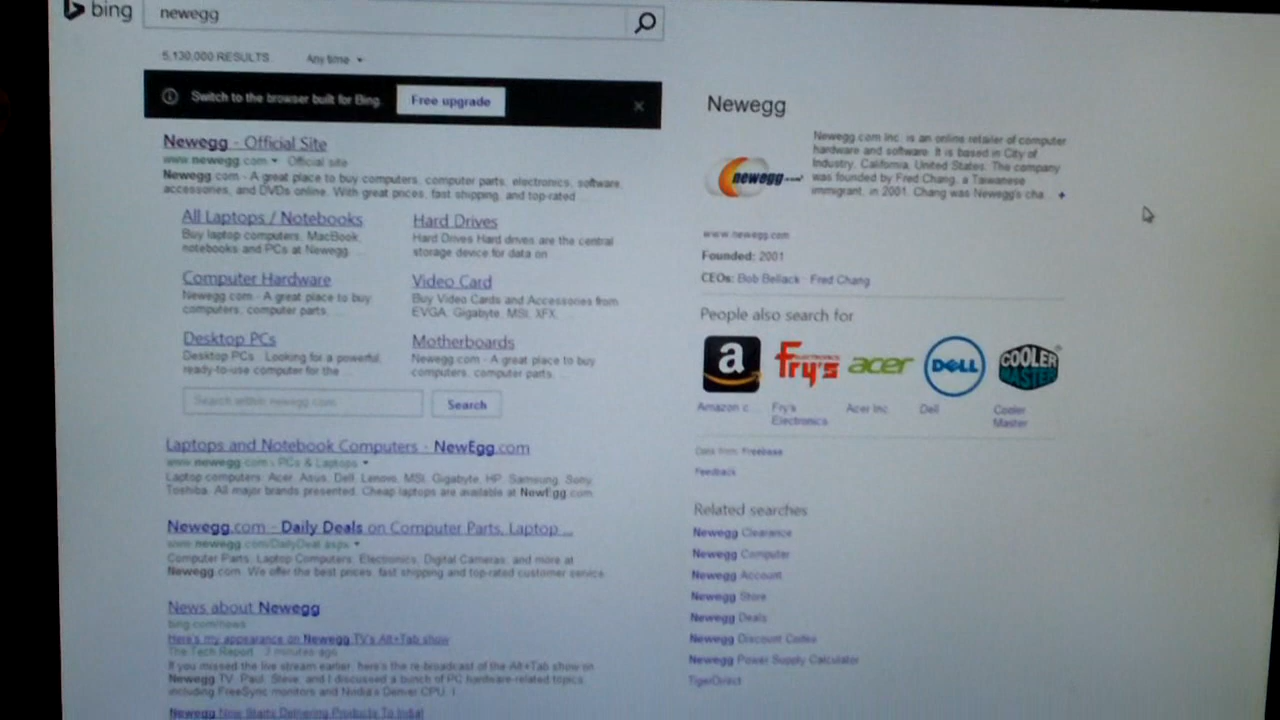 bing
newegg
5,130,000 RESULTS Any time
Switch to the browser built for Bing. Free upgrade ×
Newegg - Official Site
www.newegg.com Official site
Newegg.com - A great place to buy computers, computer parts, electronics, software,
accessories, and DVDs online. With great prices, fast shipping, and top-rated ...
All Laptops / Notebooks
Buy laptop computers, MacBook,
notebooks and PCs at Newegg. ...
Hard Drives
Hard Drives Hard drives are the central
storage device for data on
Computer Hardware
Newegg.com - A great place to buy
computers, computer parts, ...
Video Card
Buy Video Cards and Accessories from
EVGA, Gigabyte, MSI, XFX, ...
Desktop PCs
Desktop PCs Looking for a powerful,
ready-to-use computer for the
Motherboards
Newegg.com - A great place to buy
computers, computer parts, ...
Search within newegg.com
Search
Laptops and Notebook Computers - NewEgg.com
www.newegg.com › PCs & Laptops
Laptop computers: Acer, Asus, Dell, Lenovo, MSI, Gigabyte, HP, Samsung, Sony,
Toshiba. All major brands presented. Cheap laptops are available at NewEgg.com.
Newegg.com - Daily Deals on Computer Parts, Laptop ...
www.newegg.com/DailyDeal.aspx
Computer Parts, Laptop Computers, Electronics, Digital Cameras, and more at
Newegg.com. We offer the best prices, fast shipping and top-rated customer service.
News about Newegg
bing.com/news
Here's my appearance on Newegg TV's Alt+Tab show
The Tech Report · 3 minutes ago
If you missed the live stream earlier, here's the re-broadcast of the Alt+Tab show on
Newegg TV. Paul, Steve, and I discussed a bunch of PC hardware-related topics,
including FreeSync monitors and Nvidia's Denver CPU. I
Newegg Now Starts Delivering Products To India!
Newegg
newegg.com
Newegg.com Inc. is an online retailer of computer
hardware and software. It is based in City of
Industry, California, United States. The company
was founded by Fred Chang, a Taiwanese
immigrant, in 2001. Chang was Newegg's cha... +
www.newegg.com
Founded: 2001
CEOs: Bob Bellack · Fred Chang
People also search for
a Fry's ELECTRONICS acer DELL COOLER MASTER
Amazon.c... Fry's Electronics Acer Inc. Dell Cooler Master
Data from: Freebase
Feedback
Related searches
Newegg Clearance
Newegg Computer
Newegg Account
Newegg Store
Newegg Deals
Newegg Discount Codes
Newegg Power Supply Calculator
TigerDirect